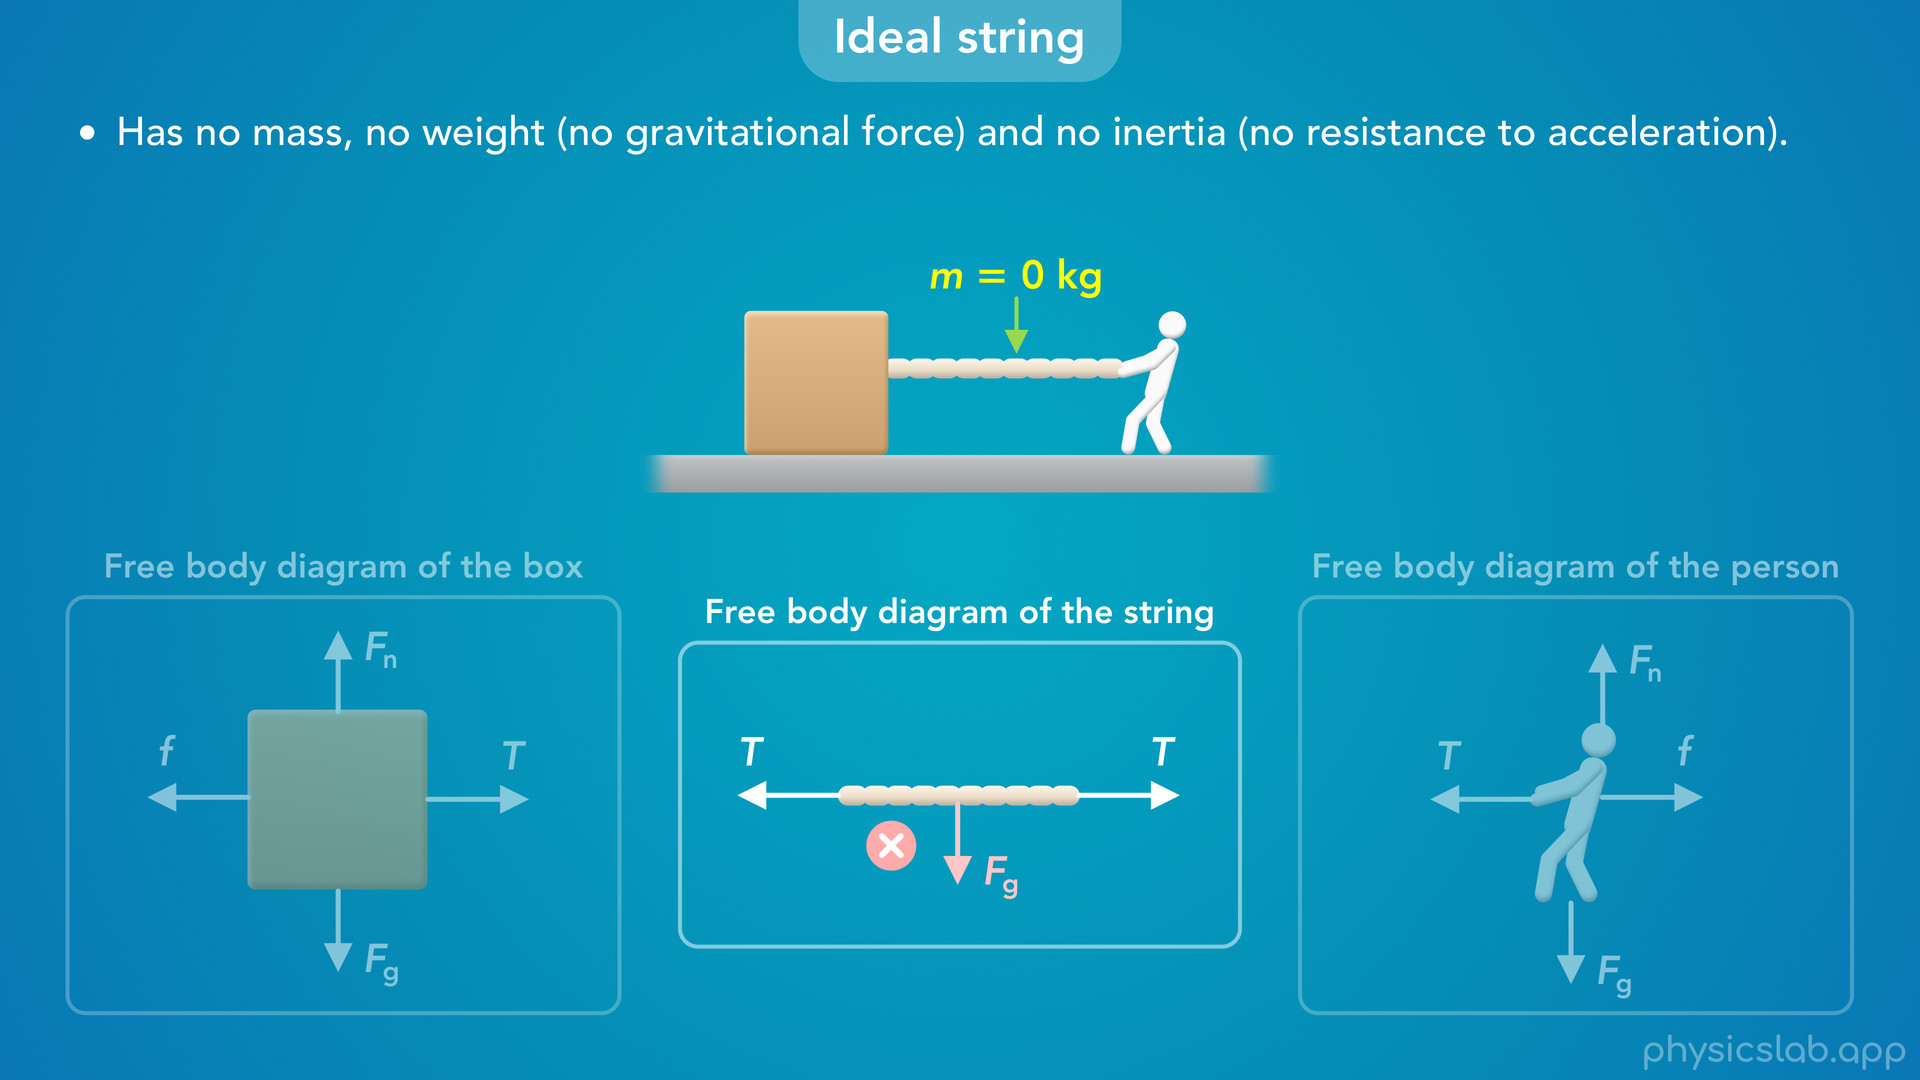 Ideal string
• Has no mass, no weight (no gravitational force) and no inertia (no resistance to acceleration).
m = 0 kg
Free body diagram of the box
Fn
f
T
Fg
Free body diagram of the string
T
T
Fg
Free body diagram of the person
Fn
T
f
Fg
physicslab.app